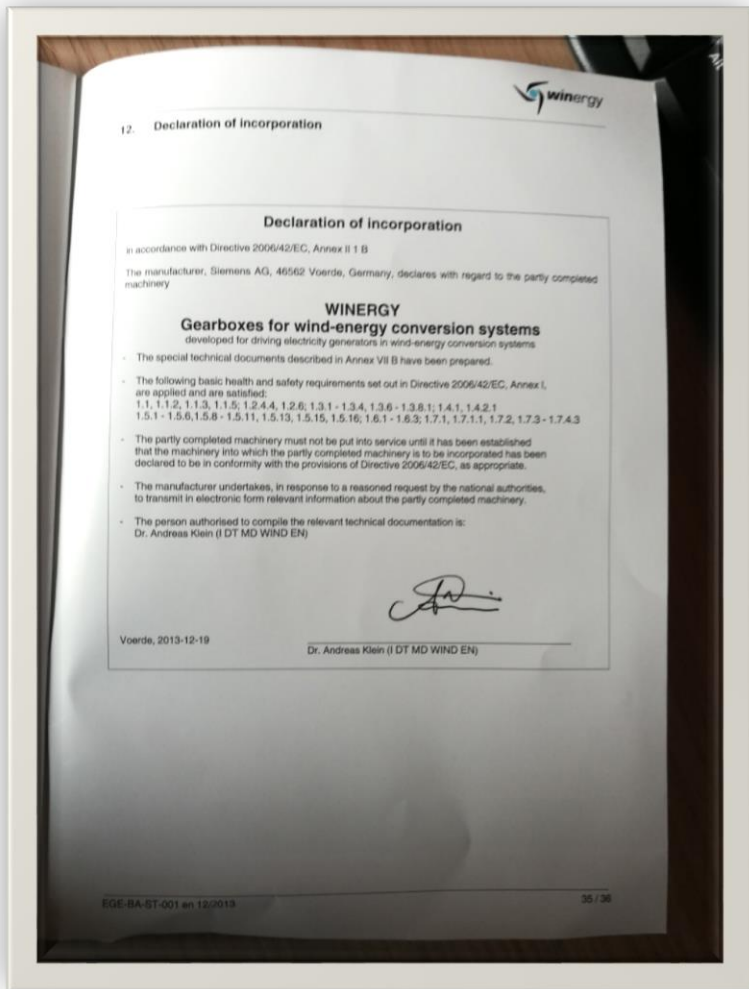 winergy
12. Declaration of incorporation
Declaration of incorporation
in accordance with Directive 2006/42/EC, Annex II 1 B
The manufacturer, Siemens AG, 46562 Voerde, Germany, declares with regard to the partly completed
machinery
WINERGY
Gearboxes for wind-energy conversion systems
developed for driving electricity generators in wind-energy conversion systems
- The special technical documents described in Annex VII B have been prepared.
- The following basic health and safety requirements set out in Directive 2006/42/EC, Annex I,
are applied and are satisfied:
1.1, 1.1.2, 1.1.3, 1.1.5; 1.2.4.4, 1.2.6; 1.3.1 - 1.3.4, 1.3.6 - 1.3.8.1; 1.4.1, 1.4.2.1
1.5.1 - 1.5.6,1.5.8 - 1.5.11, 1.5.13, 1.5.15, 1.5.16; 1.6.1 - 1.6.3; 1.7.1, 1.7.1.1, 1.7.2, 1.7.3 - 1.7.4.3
- The partly completed machinery must not be put into service until it has been established
that the machinery into which the partly completed machinery is to be incorporated has been
declared to be in conformity with the provisions of Directive 2006/42/EC, as appropriate.
- The manufacturer undertakes, in response to a reasoned request by the national authorities,
to transmit in electronic form relevant information about the partly completed machinery.
- The person authorised to compile the relevant technical documentation is:
Dr. Andreas Klein (I DT MD WIND EN)
Voerde, 2013-12-19
Dr. Andreas Klein (I DT MD WIND EN)
EGE-BA-ST-001 en 12/2013
35 / 36